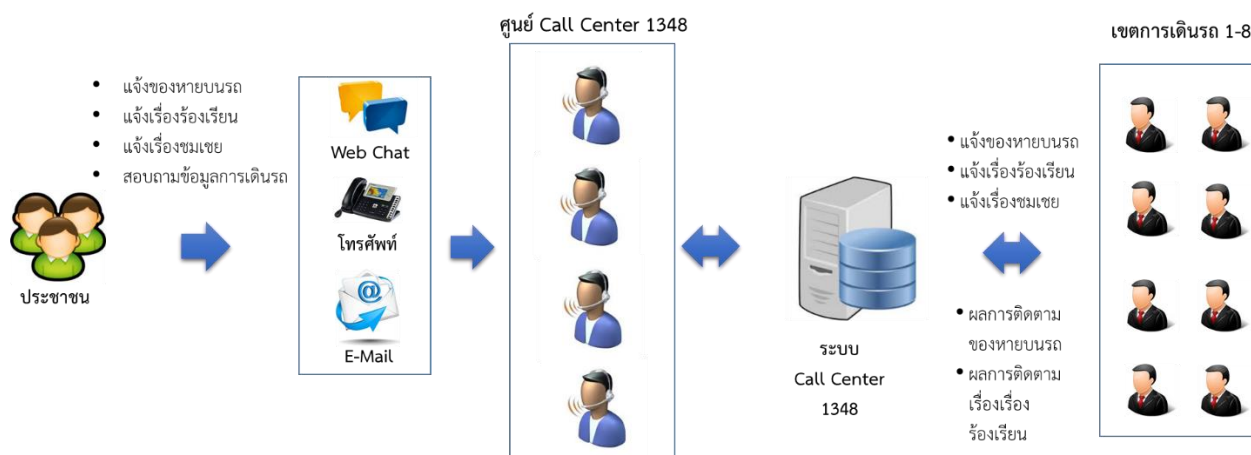 ศูนย์ Call Center 1348
เขตการเดินรถ 1-8
• แจ้งของหายบนรถ
• แจ้งเรื่องร้องเรียน
• แจ้งเรื่องชมเชย
• สอบถามข้อมูลการเดินรถ
ประชาชน
Web Chat
โทรศัพท์
E-Mail
ระบบ
Call Center
1348
• แจ้งของหายบนรถ
• แจ้งเรื่องร้องเรียน
• แจ้งเรื่องชมเชย
• ผลการติดตาม
ของหายบนรถ
• ผลการติดตาม
เรื่องเรื่อง
ร้องเรียน